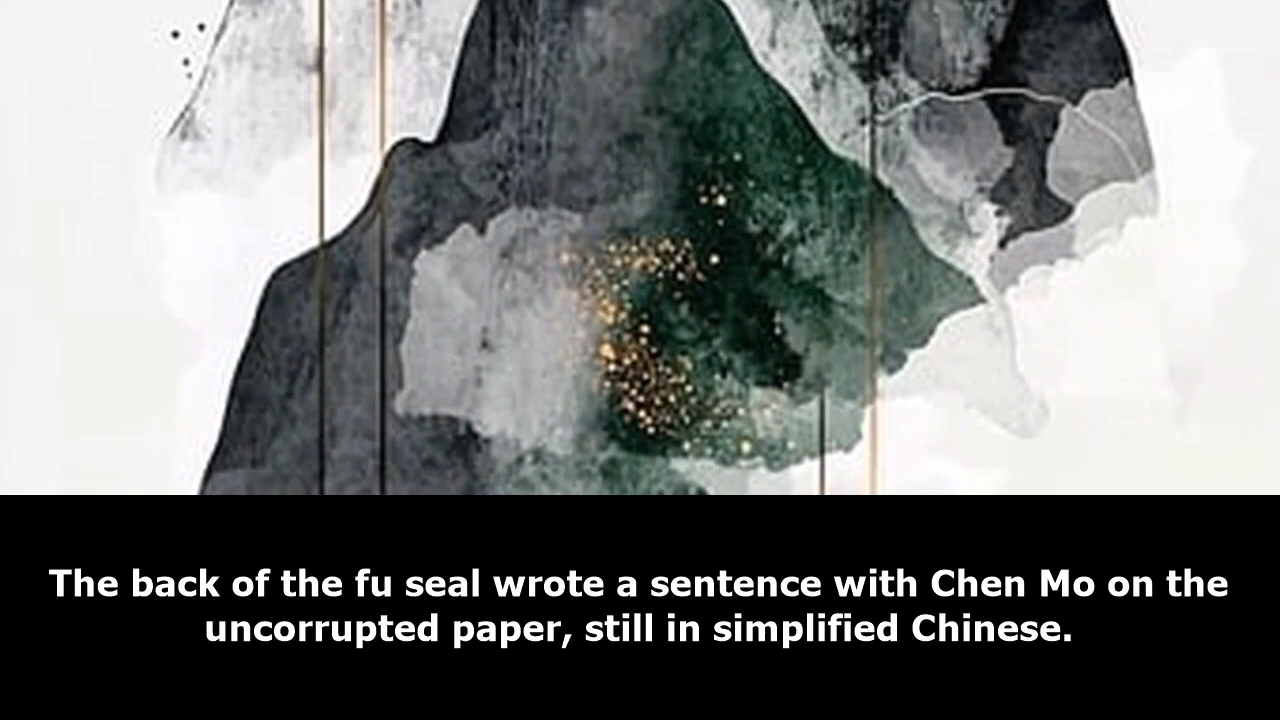 The back of the fu seal wrote a sentence with Chen Mo on the
uncorrupted paper, still in simplified Chinese.